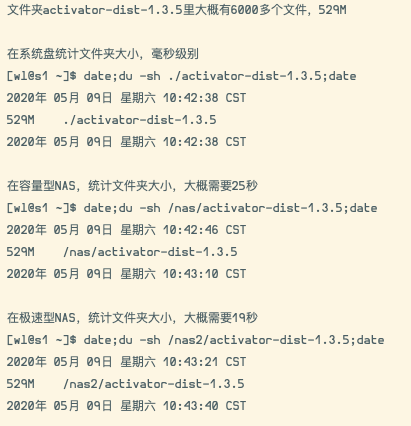 文件夹activator-dist-1.3.5里大概有6000多个文件，529M
在系统盘统计文件夹大小，毫秒级别
[wl@s1 ~]$ date;du -sh ./activator-dist-1.3.5;date
2020年 05月 09日 星期六 10:42:38 CST
529M    ./activator-dist-1.3.5
2020年 05月 09日 星期六 10:42:38 CST
在容量型NAS，统计文件夹大小，大概需要25秒
[wl@s1 ~]$ date;du -sh /nas/activator-dist-1.3.5;date
2020年 05月 09日 星期六 10:42:46 CST
529M    /nas/activator-dist-1.3.5
2020年 05月 09日 星期六 10:43:10 CST
在极速型NAS，统计文件夹大小，大概需要19秒
[wl@s1 ~]$ date;du -sh /nas2/activator-dist-1.3.5;date
2020年 05月 09日 星期六 10:43:21 CST
529M    /nas2/activator-dist-1.3.5
2020年 05月 09日 星期六 10:43:40 CST